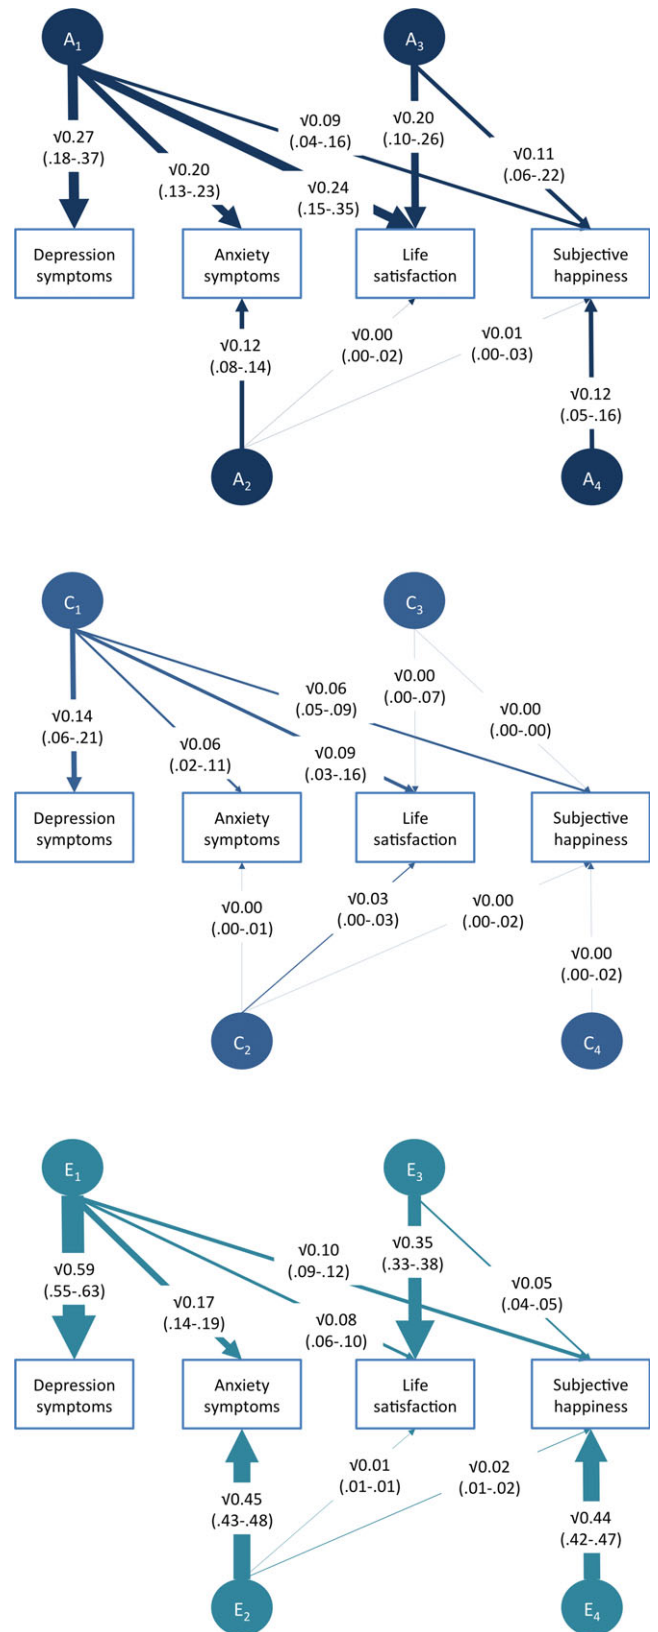 A1
A3
√0.27
(.18-.37)
√0.20
(.13-.23)
√0.24
(.15-.35)
√0.09
(.04-.16)
√0.20
(.10-.26)
√0.11
(.06-.22)
Depression
symptoms
Anxiety
symptoms
Life
satisfaction
Subjective
happiness
√0.12
(.08-.14)
√0.00
(.00-.02)
√0.01
(.00-.03)
√0.12
(.05-.16)
A2
A4
C1
C3
√0.14
(.06-.21)
√0.06
(.02-.11)
√0.09
(.03-.16)
√0.06
(.05-.09)
√0.00
(.00-.07)
√0.00
(.00-.00)
Depression
symptoms
Anxiety
symptoms
Life
satisfaction
Subjective
happiness
√0.00
(.00-.01)
√0.03
(.00-.03)
√0.00
(.00-.02)
√0.00
(.00-.02)
C2
C4
E1
E3
√0.59
(.55-.63)
√0.17
(.14-.19)
√0.08
(.06-.10)
√0.10
(.09-.12)
√0.35
(.33-.38)
√0.05
(.04-.05)
Depression
symptoms
Anxiety
symptoms
Life
satisfaction
Subjective
happiness
√0.45
(.43-.48)
√0.01
(.01-.01)
√0.02
(.01-.02)
√0.44
(.42-.47)
E2
E4